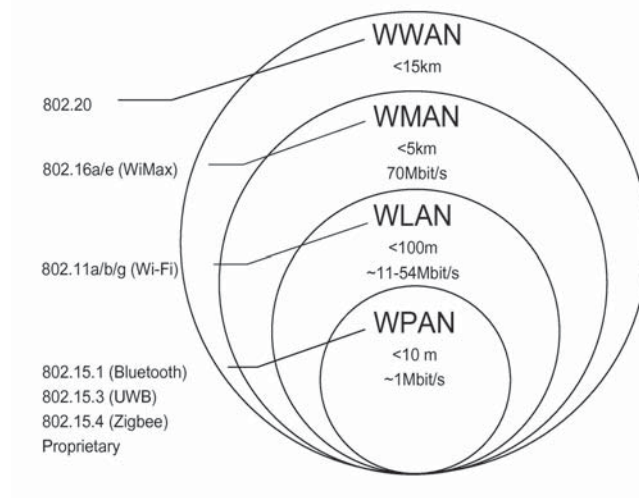 WWAN
<15km
802.20
WMAN
<5km
70Mbit/s
802.16a/e (WiMax)
WLAN
<100m
~11-54Mbit/s
802.11a/b/g (Wi-Fi)
WPAN
<10 m
~1Mbit/s
802.15.1 (Bluetooth)
802.15.3 (UWB)
802.15.4 (Zigbee)
Proprietary